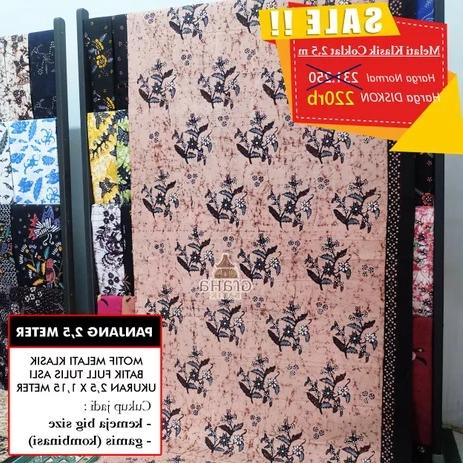 SALE !!
Melati Klasik Coklat 2.5 m
Harga Normal 231.250
Harga DISKON 220rb
GRAHA
BATIK
PANJANG 2,5 METER
MOTIF MELATI KLASIK
BATIK FULL TULIS ASLI
UKURAN 2,5 X 1,15 METER
Cukup jadi :
- kemeja big size
- gamis (kombinasi)